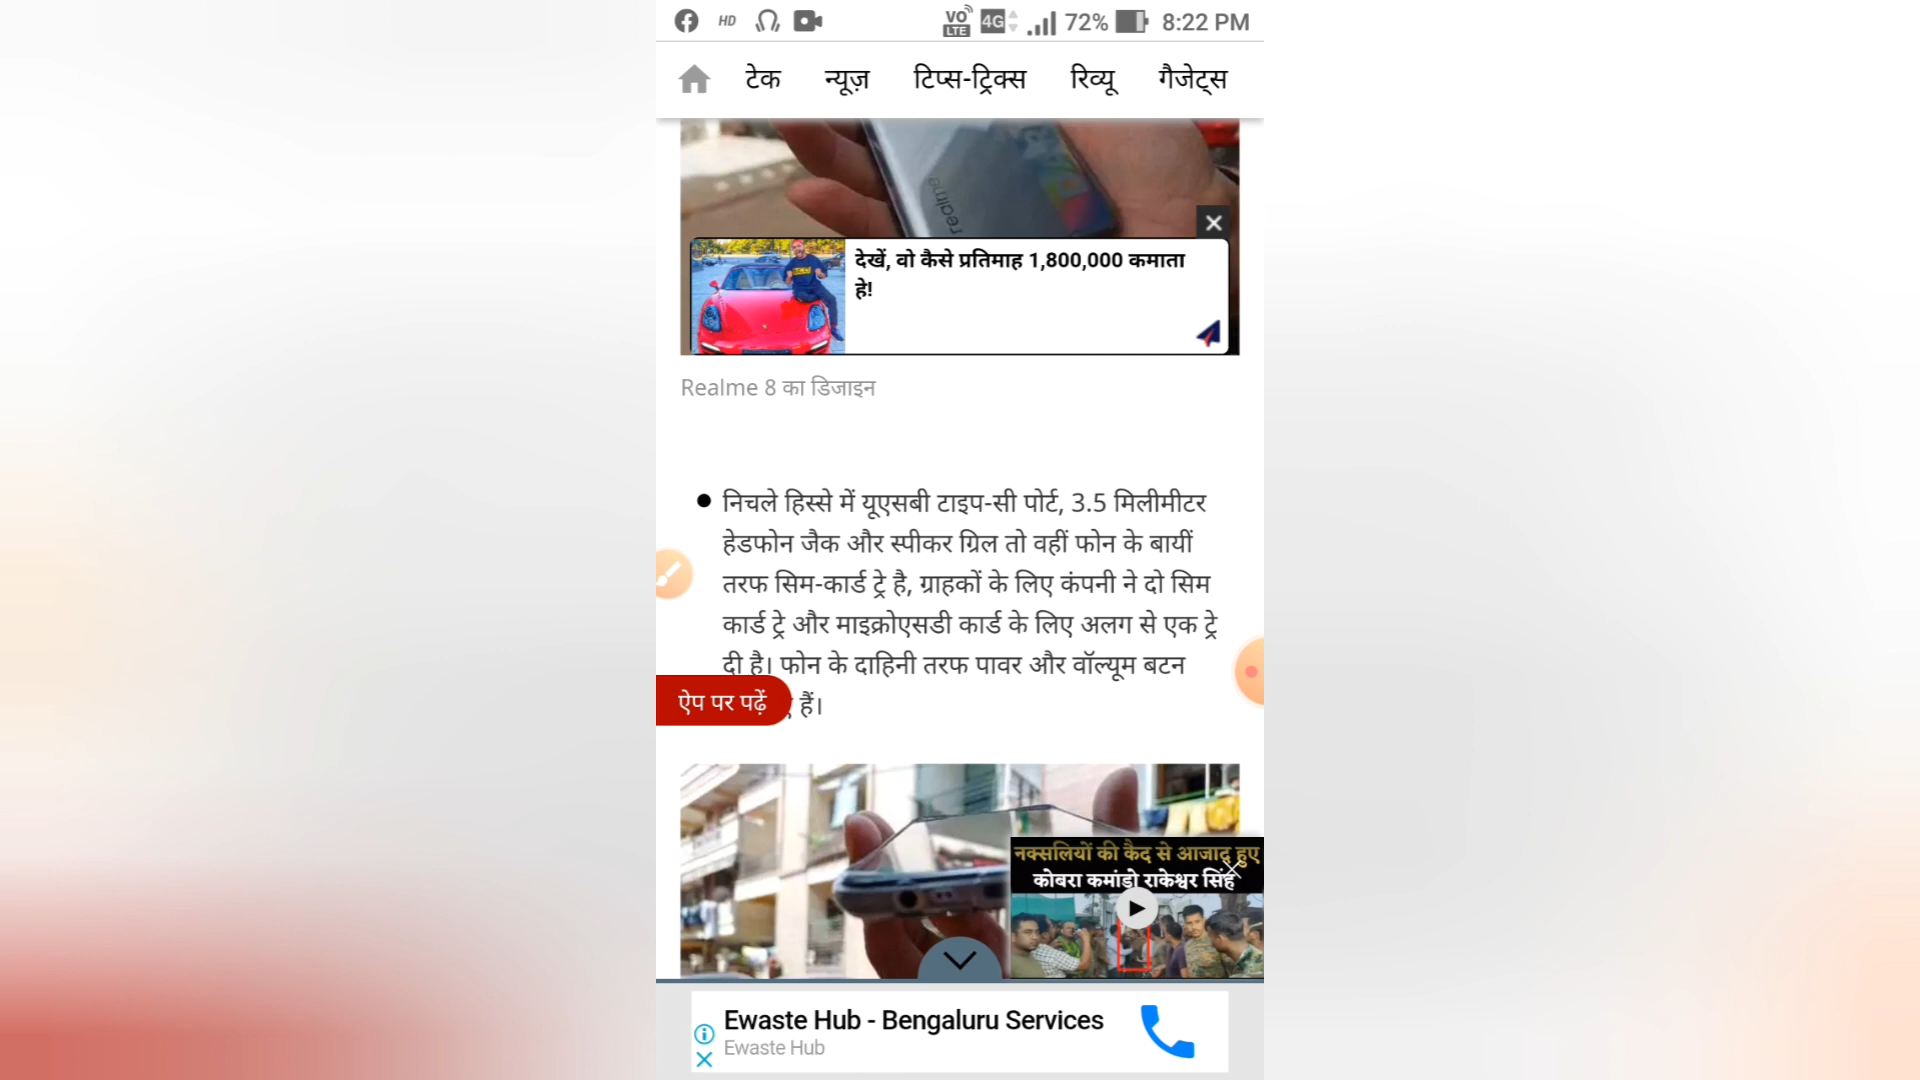 HD VO LTE 4G 72% 8:22 PM
टेक न्यूज़ टिप्स-ट्रिक्स रिव्यू गैजेट्स
realme
देखें, वो कैसे प्रतिमाह 1,800,000 कमाता
हे!
Realme 8 का डिजाइन
निचले हिस्से में यूएसबी टाइप-सी पोर्ट, 3.5 मिलीमीटर
हेडफोन जैक और स्पीकर ग्रिल तो वहीं फोन के बायीं
तरफ सिम-कार्ड ट्रे है, ग्राहकों के लिए कंपनी ने दो सिम
कार्ड ट्रे और माइक्रोएसडी कार्ड के लिए अलग से एक ट्रे
दी है। फोन के दाहिनी तरफ पावर और वॉल्यूम बटन
हैं।
ऐप पर पढ़ें
नक्सलियों की कैद से आजाद हुए
कोबरा कमांडो राकेश्वर सिंह
Ewaste Hub - Bengaluru Services
Ewaste Hub